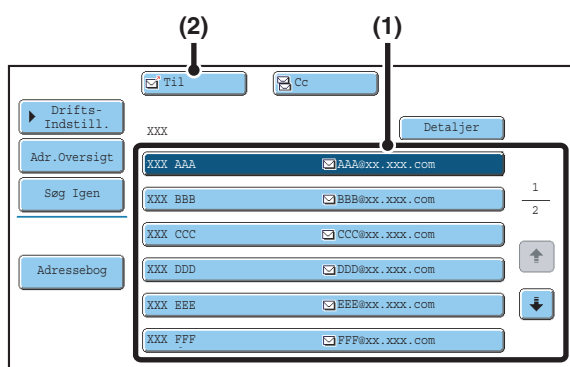 (2) (1)
Til Cc
Drifts-
Indstill.
XXX Detaljer
Adr.Oversigt
XXX AAA AAA@xx.xxx.com
Søg Igen
1
XXX BBB BBB@xx.xxx.com
2
XXX CCC CCC@xx.xxx.com
Adressebog
XXX DDD DDD@xx.xxx.com
XXX EEE EEE@xx.xxx.com
XXX FFF FFF@xx.xxx.com